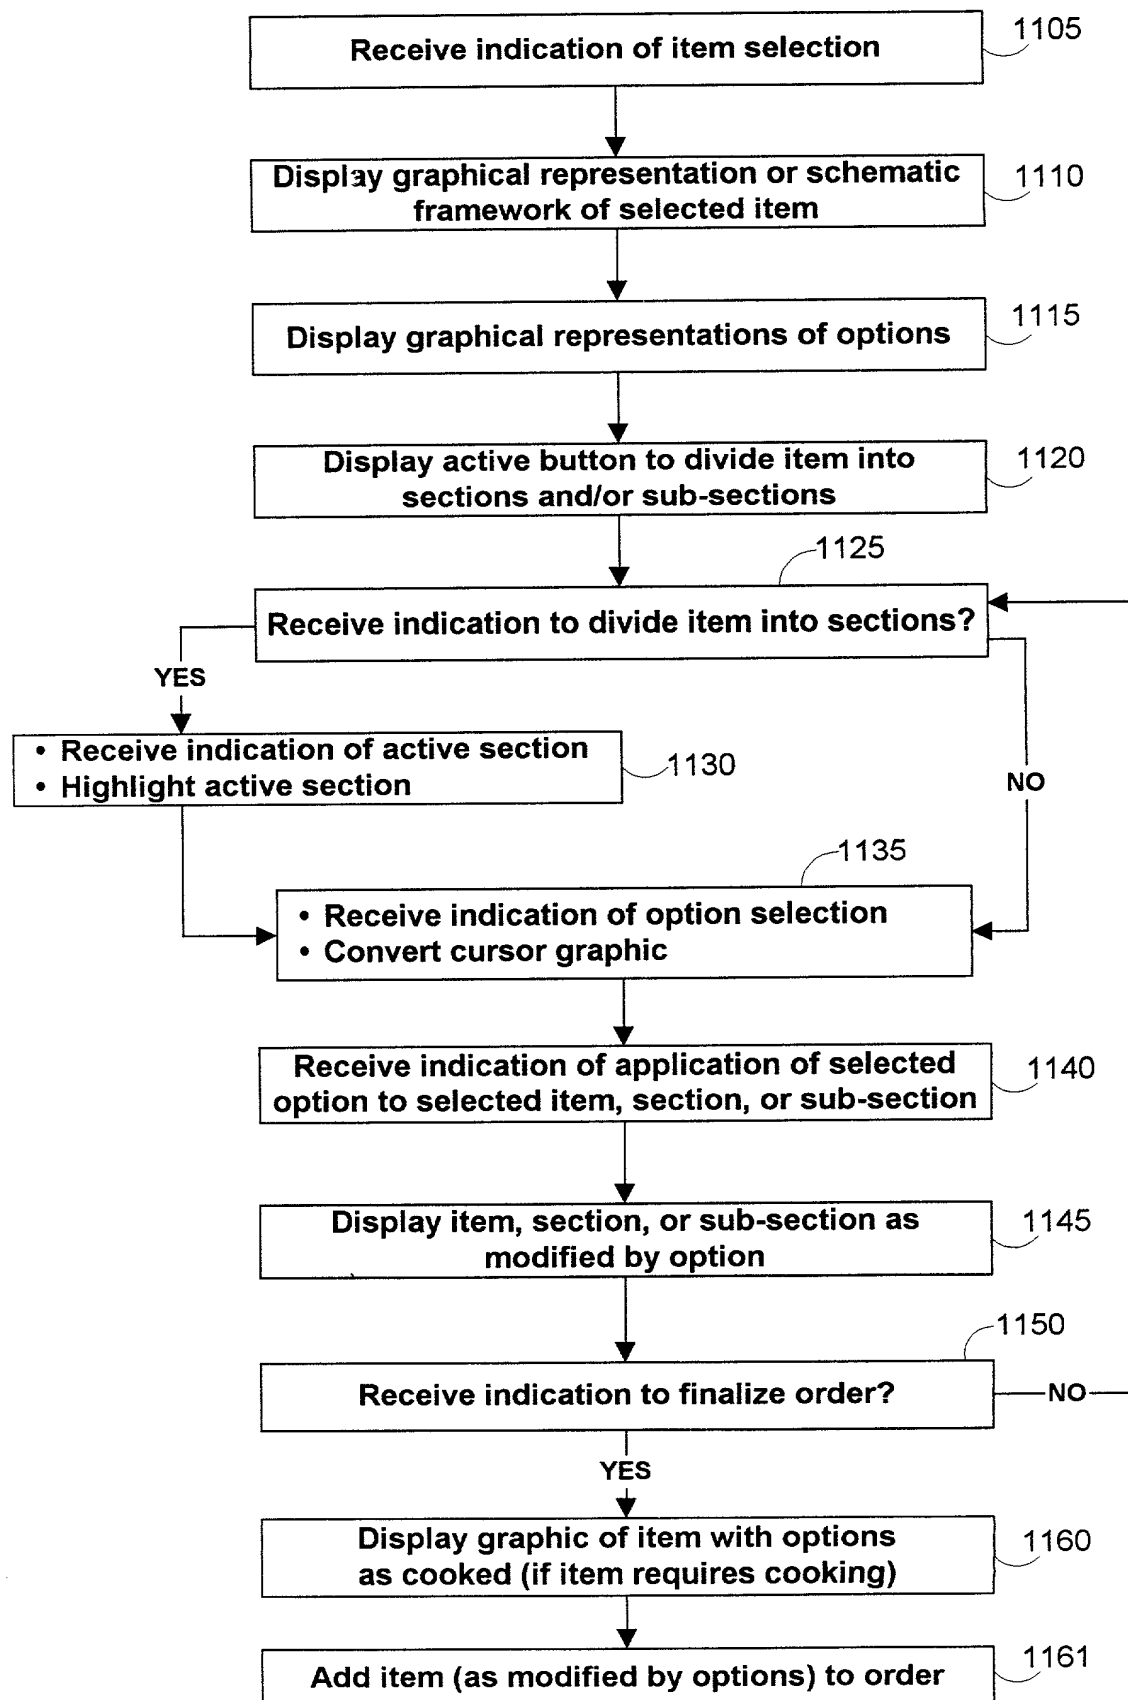 1105
Receive indication of item selection
Display graphical representation or schematic
framework of selected item
1110
Display graphical representations of options
1115
Display active button to divide item into
sections and/or sub-sections
1120
1125
Receive indication to divide item into sections?
YES
• Receive indication of active section
• Highlight active section
1130
NO
1135
• Receive indication of option selection
• Convert cursor graphic
Receive indication of application of selected
option to selected item, section, or sub-section
1140
Display item, section, or sub-section as
modified by option
1145
1150
Receive indication to finalize order?
NO
YES
Display graphic of item with options
as cooked (if item requires cooking)
1160
Add item (as modified by options) to order
1161